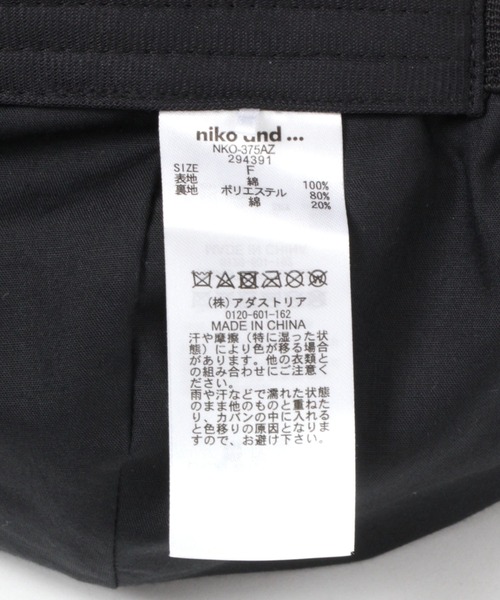 niko and ...
NKO-375AZ
294391
SIZE F
表地 綿 100%
裏地 ポリエステル 80%
綿 20%
(株) アダストリア
0120-601-162
MADE IN CHINA
汗や摩擦 (特に湿った状
態) により色が移る場合
があります。他の衣類と
の組み合わせにご注意く
ださい。
雨や汗などで濡れた状態
のまま他のものと重ねた
り、カバンの中に入れる
と色移りの原因となりま
すので、お避け下さい。